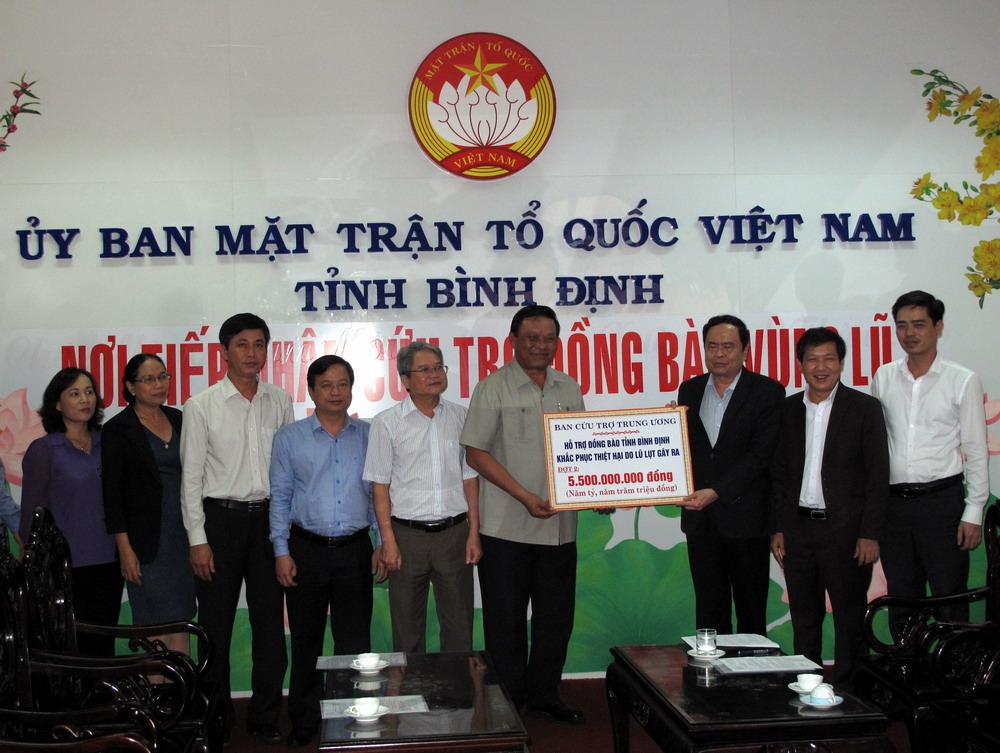 MẶT TRẬN TỔ QUỐC
VIỆT NAM
ỦY BAN MẶT TRẬN TỔ QUỐC VIỆT NAM
TỈNH BÌNH ĐỊNH
NƠI TIẾP CỨU TRỢ ĐỒNG BÀO VÙNG LŨ
BAN CỨU TRỢ TRUNG ƯƠNG
HỖ TRỢ ĐỒNG BÀO TỈNH BÌNH ĐỊNH
KHẮC PHỤC THIỆT HẠI DO LŨ LỤT GÂY RA
ĐỢT 2:
5.500.000.000 đồng
(Năm tỷ, năm trăm triệu đồng)